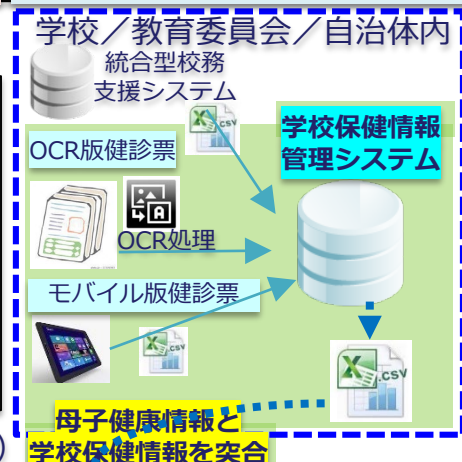 学校／教育委員会／自治体内
統合型校務
支援システム
CSV
学校保健情報
管理システム
OCR版健診票
A
OCR処理
モバイル版健診票
CSV
.CSV
母子健康情報と
学校保健情報を突合
)